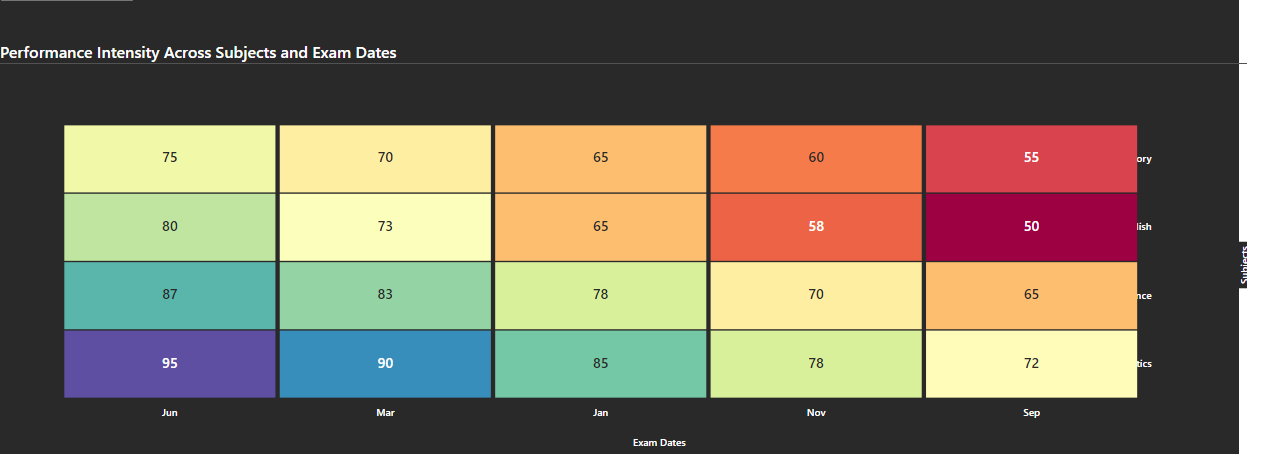 Performance Intensity Across Subjects and Exam Dates
75 70 65 60 55 ory
80 73 65 58 50 lish
87 83 78 70 65 nce
95 90 85 78 72 tics
Jun Mar Jan Nov Sep
Exam Dates
Subjects